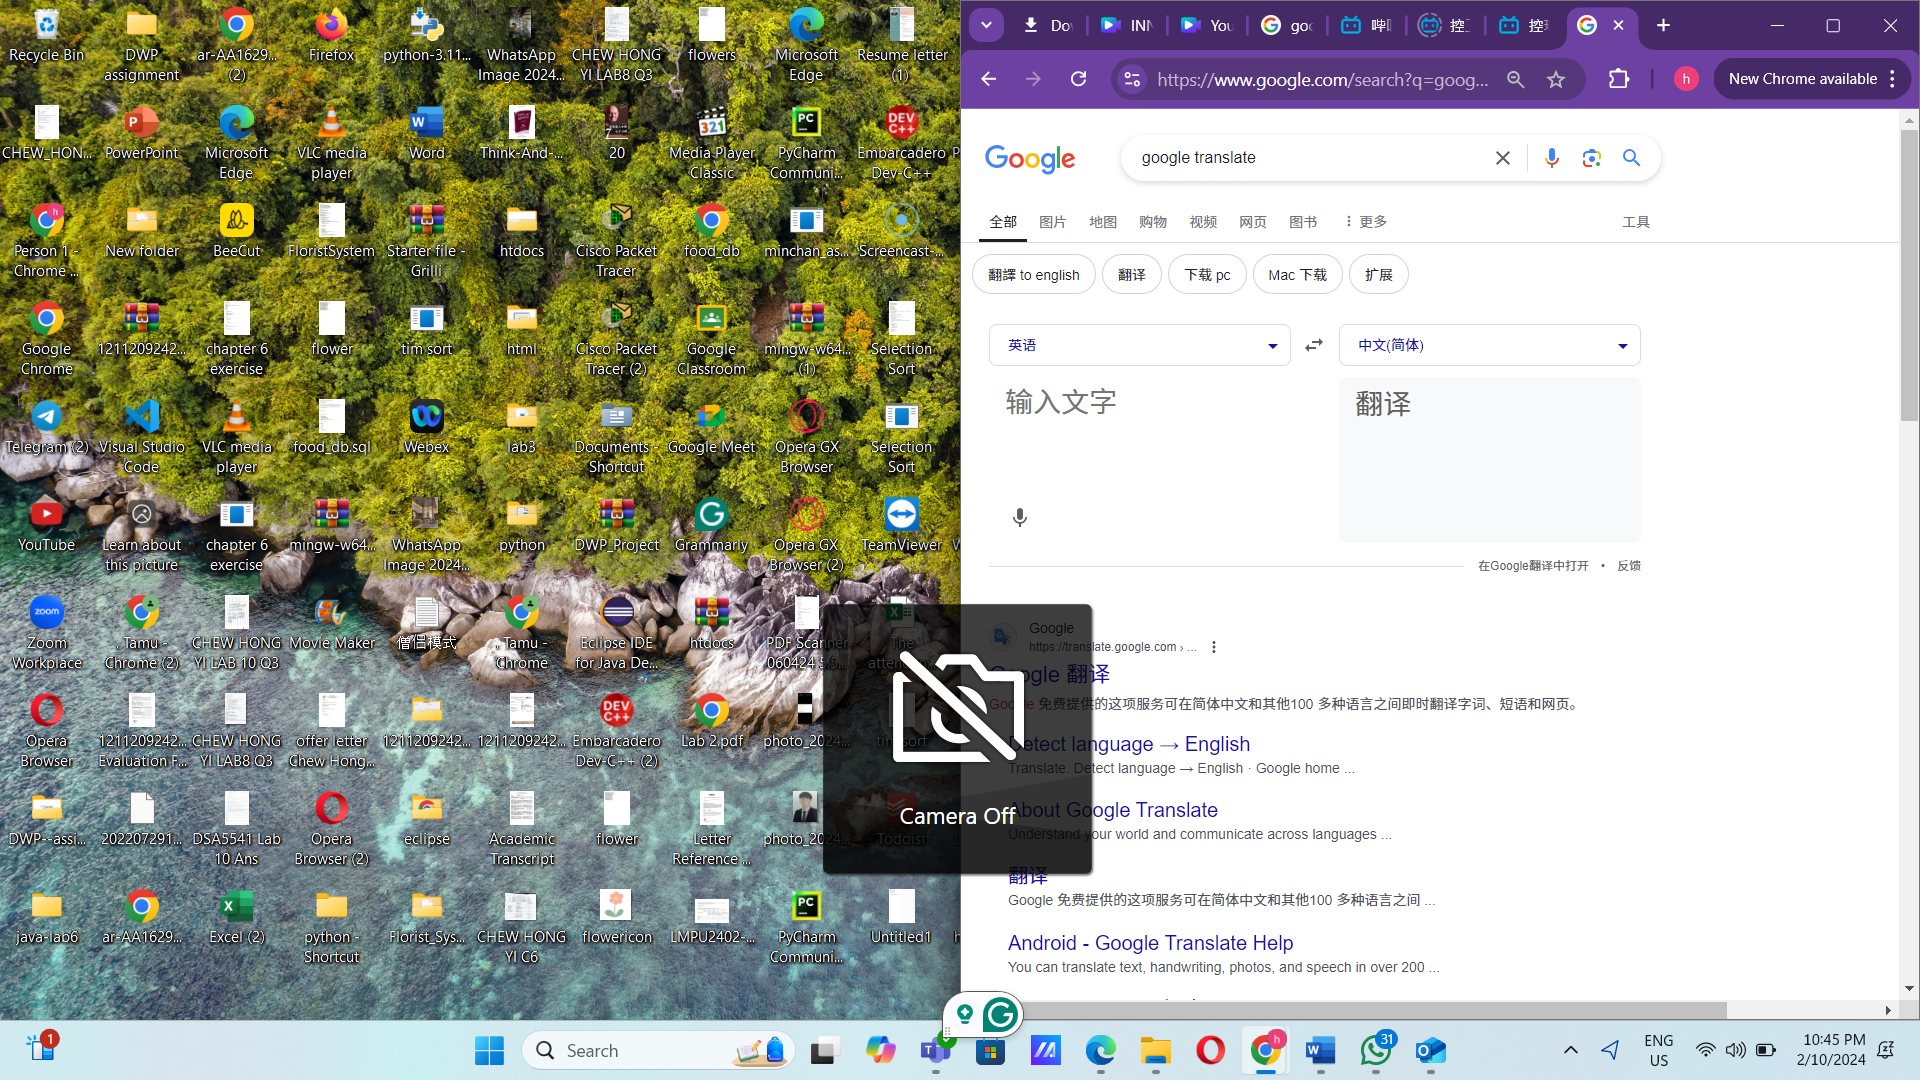 Recycle Bin
DWP assignment
ar-AA1629... (2)
Firefox
python-3.11...
WhatsApp Image 2024...
CHEW HONG YI LAB8 Q3
flowers
Microsoft Edge
Resume letter (1)
CHEW_HON...
PowerPoint
Microsoft Edge
VLC media player
Word
Think-And-...
20
Media Player Classic
PyCharm Communi...
Embarcadero Dev-C++
Person 1 - Chrome ...
New folder
BeeCut
FloristSystem
Starter file - Grilli
htdocs
Cisco Packet Tracer
food_db
minchan_as...
Screencast-...
Google Chrome
1211209242...
chapter 6 exercise
flower
tim sort
html
Cisco Packet Tracer (2)
Google Classroom
mingw-w64... (1)
Selection Sort
Telegram (2)
Visual Studio Code
VLC media player
food_db.sql
Webex
lab3
Documents - Shortcut
Google Meet
Opera GX Browser
Selection Sort
YouTube
Learn about this picture
chapter 6 exercise
mingw-w64...
WhatsApp Image 2024...
python
DWP_Project
Grammarly
Opera GX Browser (2)
TeamViewer
Zoom Workplace
. Tamu - Chrome (2)
CHEW HONG YI LAB 10 Q3
Movie Maker
僧侣模式
. Tamu - Chrome
Eclipse IDE for Java De...
htdocs
PDF Scanner 060424 5.5...
The
Opera Browser
1211209242... Evaluation F...
CHEW HONG YI LAB8 Q3
offer letter Chew Hong...
1211209242...
1211209242...
Embarcadero Dev-C++ (2)
Lab 2.pdf
photo_2024...
tim sort
DWP--assi...
202207291...
DSA5541 Lab 10 Ans
Opera Browser (2)
eclipse
Academic Transcript
flower
Letter Reference ...
photo_2024...
Todoist
java-lab6
ar-AA1629...
Excel (2)
python - Shortcut
Florist_Sys...
CHEW HONG YI C6
flowericon
LMPU2402-...
PyCharm Communi...
Untitled1
Camera Off
https://www.google.com/search?q=goog...
New Chrome available
Google
google translate
全部 图片 地图 购物 视频 网页 图书 更多 工具
翻譯 to english 翻译 下载 pc Mac 下载 扩展
英语 中文(简体)
输入文字 翻译
在Google翻译中打开 • 反馈
Google
https://translate.google.com › ...
Google 翻译
Google 免费提供的这项服务可在简体中文和其他100 多种语言之间即时翻译字词、短语和网页。
Detect language → English
Translate. Detect language → English · Google home ...
About Google Translate
Understand your world and communicate across languages ...
翻译
Google 免费提供的这项服务可在简体中文和其他100 多种语言之间 ...
Android - Google Translate Help
You can translate text, handwriting, photos, and speech in over 200 ...
1
Search
31
ENG
US
10:45 PM
2/10/2024